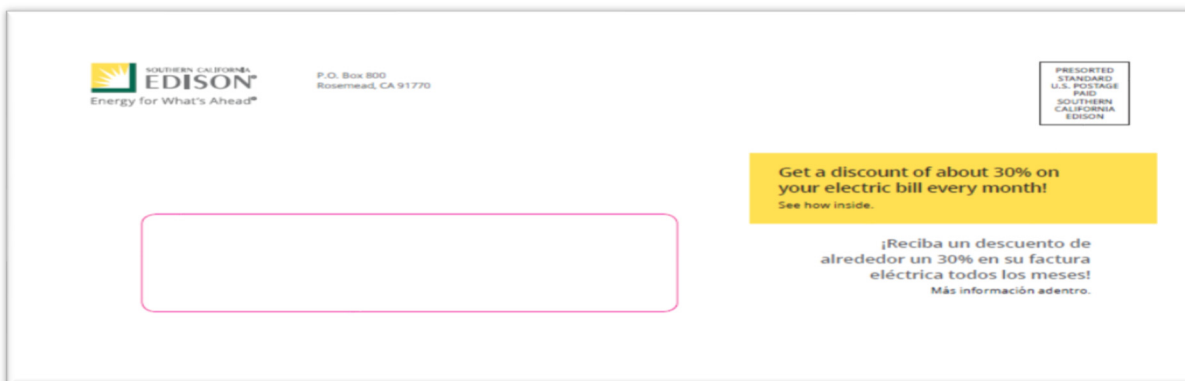 SOUTHERN CALIFORNIA
EDISON®
Energy for What's Ahead®
P.O. Box 800
Rosemead, CA 91770
PRESORTED
STANDARD
U.S. POSTAGE
PAID
SOUTHERN
CALIFORNIA
EDISON
Get a discount of about 30% on
your electric bill every month!
See how inside.
¡Reciba un descuento de
alrededor un 30% en su factura
eléctrica todos los meses!
Más información adentro.